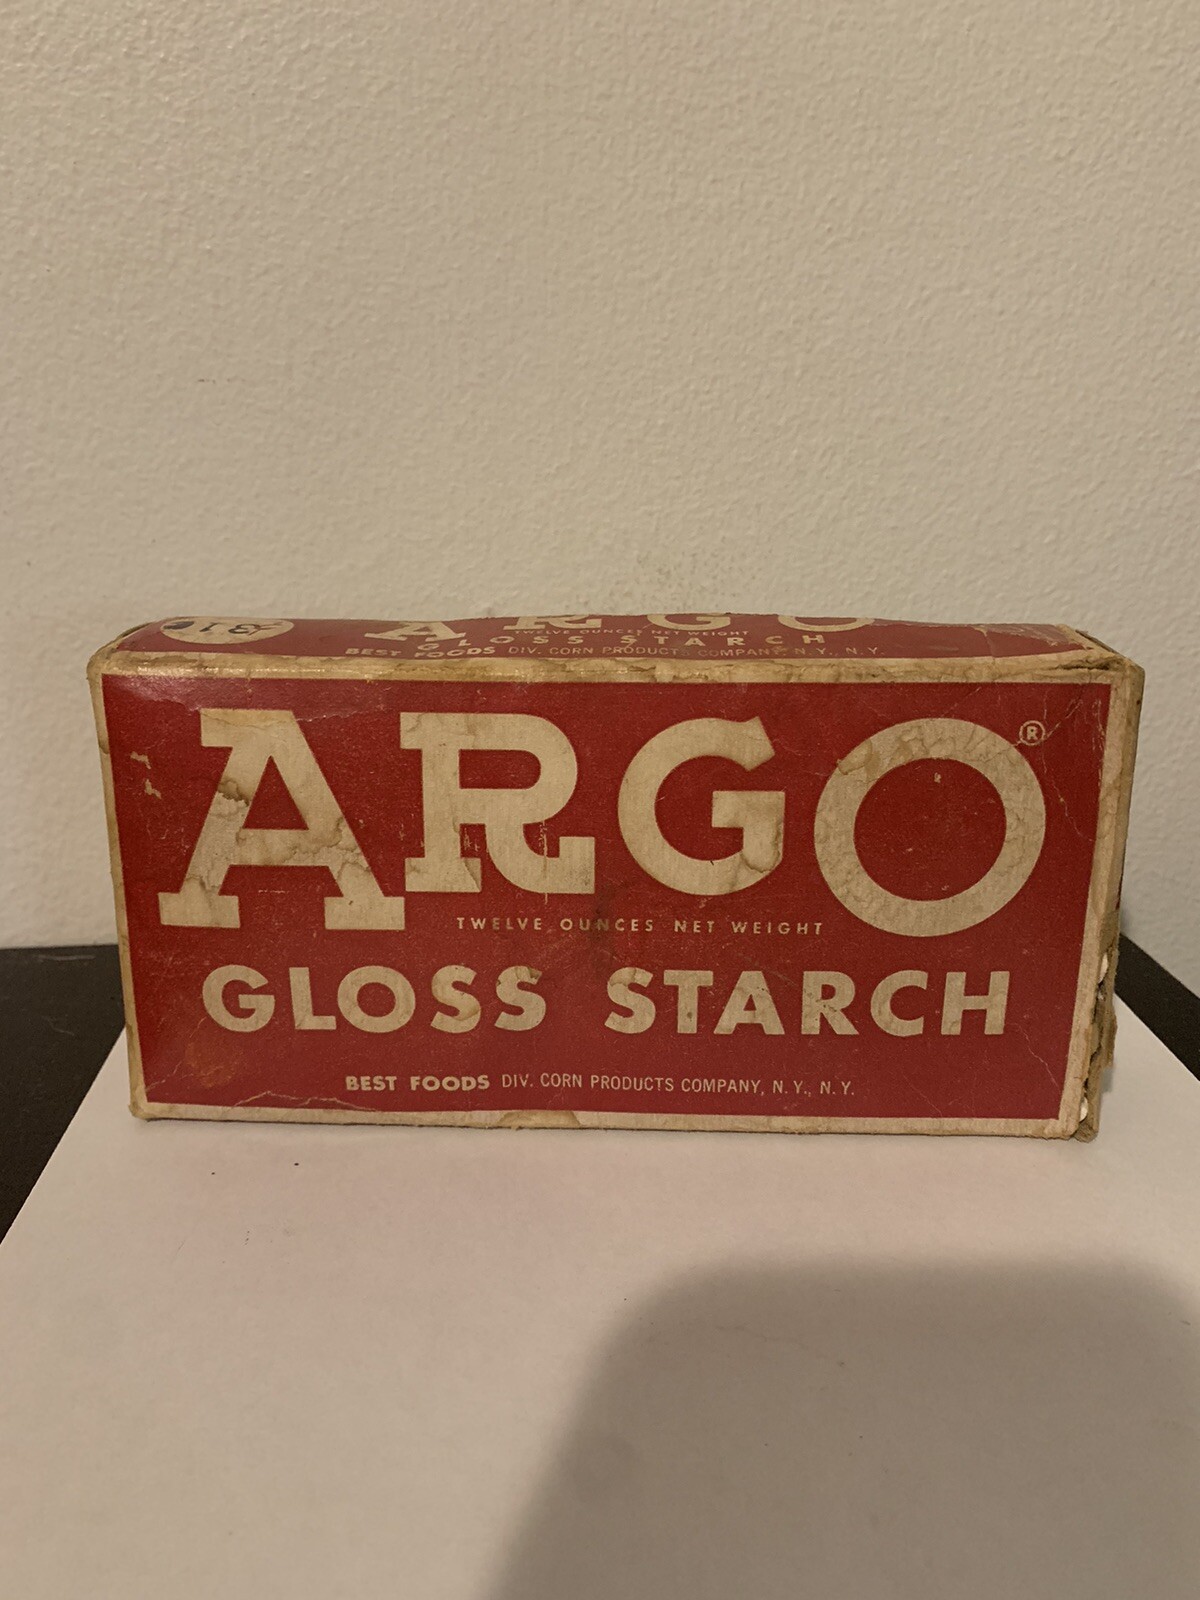 ARGO
TWELVE OUNCES NET WEIGHT
GLOSS STARCH
BEST FOODS DIV. CORN PRODUCTS COMPANY, N.Y., N.Y.
ARGO
®
TWELVE OUNCES NET WEIGHT
GLOSS STARCH
BEST FOODS DIV. CORN PRODUCTS COMPANY, N.Y., N.Y.